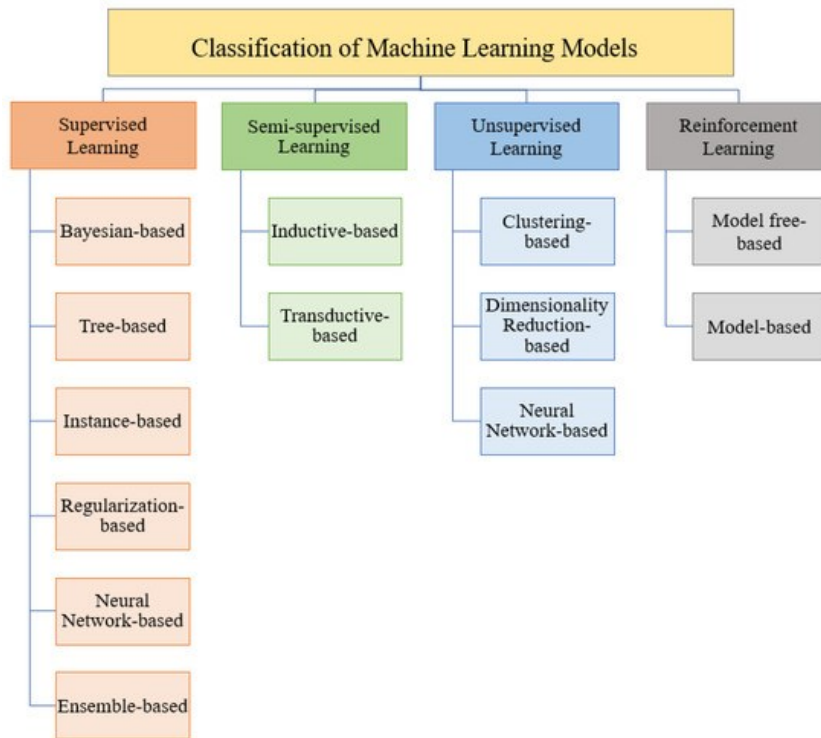 Classification of Machine Learning Models
Supervised
Learning
Bayesian-based
Tree-based
Instance-based
Regularization-
based
Neural
Network-based
Ensemble-based
Semi-supervised
Learning
Inductive-based
Transductive-
based
Unsupervised
Learning
Clustering-
based
Dimensionality
Reduction-
based
Neural
Network-based
Reinforcement
Learning
Model free-
based
Model-based